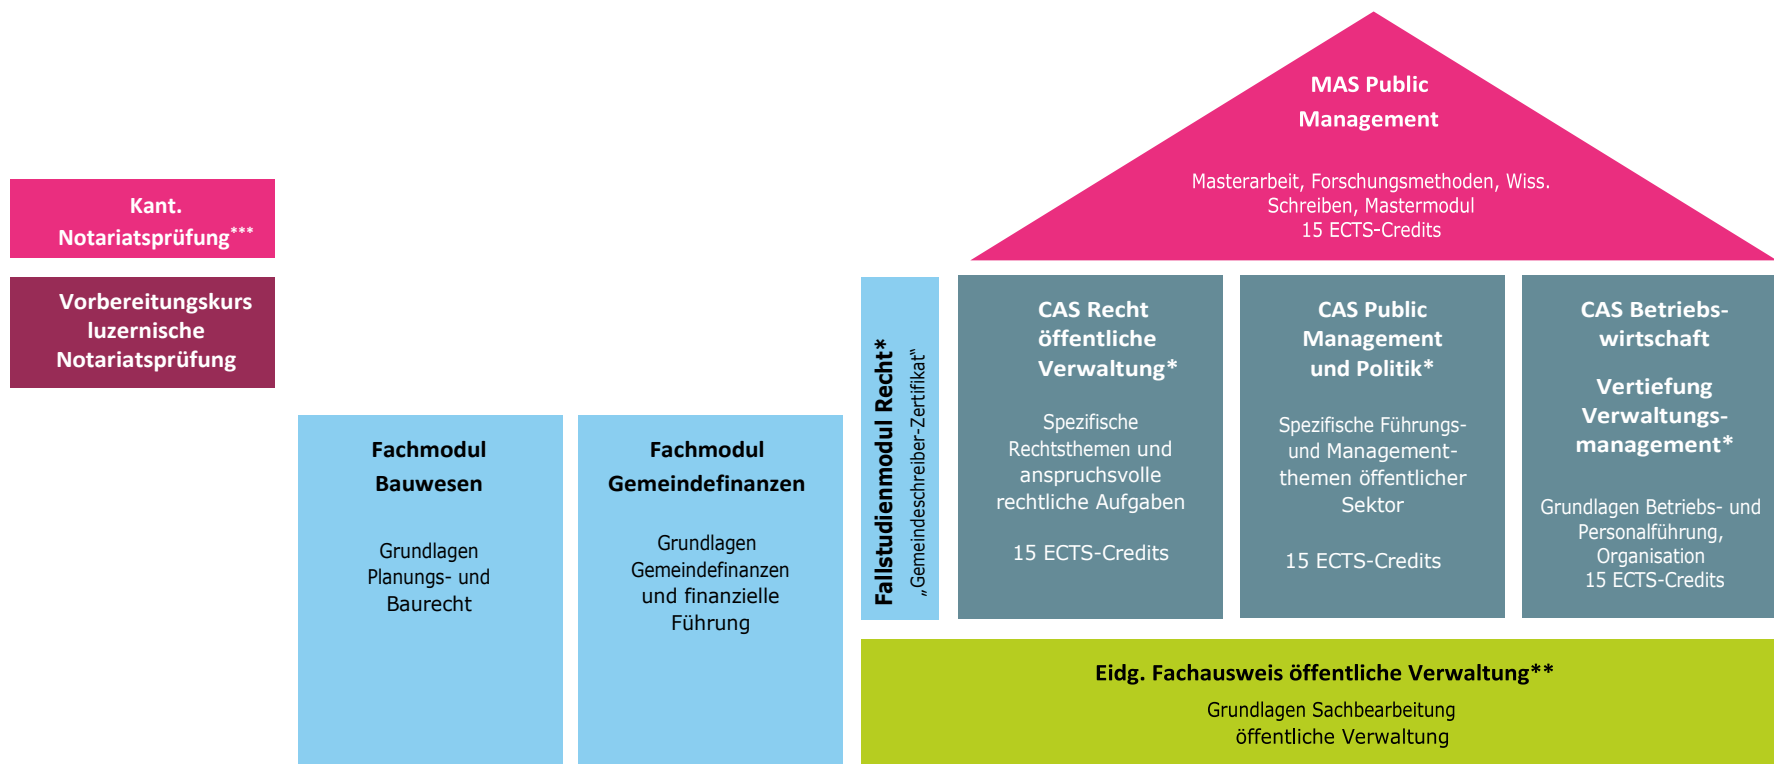 MAS Public
Management
Masterarbeit, Forschungsmethoden, Wiss.
Schreiben, Mastermodul
15 ECTS-Credits
Kant.
Notariatsprüfung***
Vorbereitungskurs
luzernische
Notariatsprüfung
Fachmodul
Bauwesen
Grundlagen
Planungs- und
Baurecht
Fachmodul
Gemeindefinanzen
Grundlagen
Gemeindefinanzen
und finanzielle
Führung
Fallstudienmodul Recht*
„Gemeindeschreiber-Zertifikat“
CAS Recht
öffentliche
Verwaltung*
Spezifische
Rechtsthemen und
anspruchsvolle
rechtliche Aufgaben
15 ECTS-Credits
CAS Public
Management
und Politik*
Spezifische Führungs-
und Management-
themen öffentlicher
Sektor
15 ECTS-Credits
CAS Betriebs-
wirtschaft
Vertiefung
Verwaltungs-
management*
Grundlagen Betriebs- und
Personalführung,
Organisation
15 ECTS-Credits
Eidg. Fachausweis öffentliche Verwaltung**
Grundlagen Sachbearbeitung
öffentliche Verwaltung